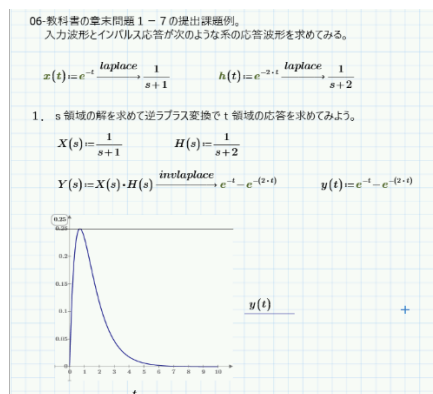 06-教科書の章末問題1-7の提出課題例。
入力波形とインパルス応答が次のような系の応答波形を求めてみる。
x(t):=e^{-t} laplace → 1/(s+1) h(t):=e^{-2·t} laplace → 1/(s+2)
1. s領域の解を求めて逆ラプラス変換でt領域の応答を求めてみよう。
X(s):=1/(s+1) H(s):=1/(s+2)
Y(s):=X(s)·H(s) invlaplace → e^{-t}-e^{-(2·t)} y(t):=e^{-t}-e^{-(2·t)}
0.25
0.25
0.2
0.15
0.1
y(t)
0.05
0
0 1 2 3 4 5 6 7 8 9 10
t